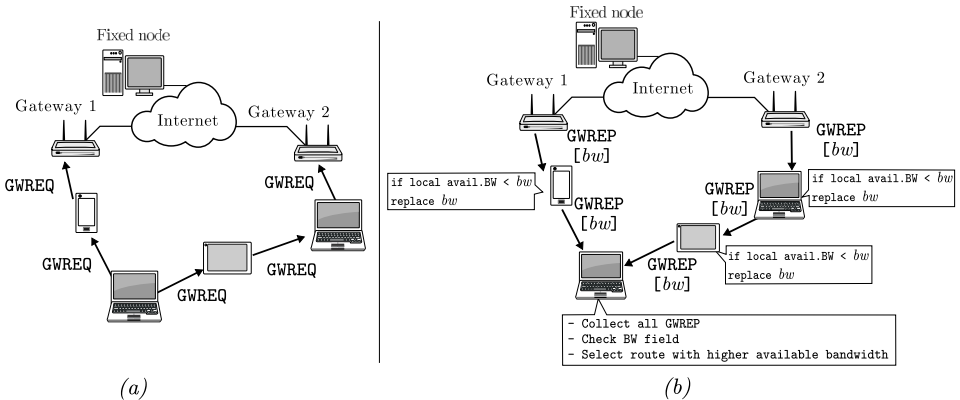 Fixed node
Gateway 1
Gateway 2
Internet
GWREQ
GWREQ
GWREQ
GWREQ
GWREQ
(a)
Fixed node
Gateway 1
Gateway 2
Internet
GWREP
[bw]
GWREP
[bw]
if local avail.BW < bw
replace bw
GWREP
[bw]
GWREP
[bw]
if local avail.BW < bw
replace bw
GWREP
[bw]
if local avail.BW < bw
replace bw
- Collect all GWREP
- Check BW field
- Select route with higher available bandwidth
(b)